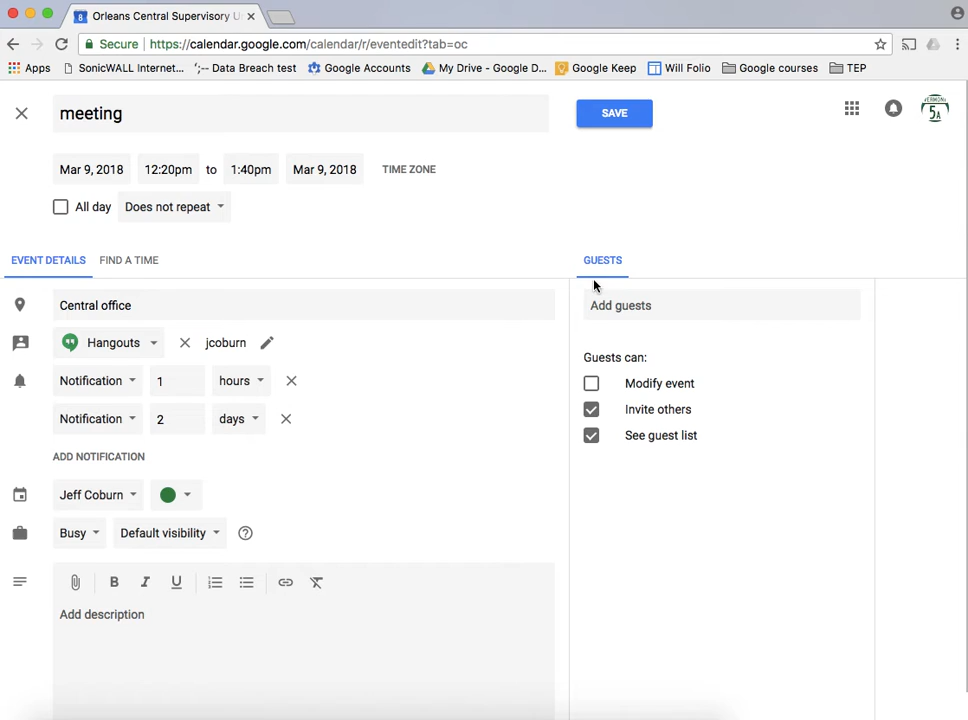 Orleans Central Supervisory U
Secure https://calendar.google.com/calendar/r/eventedit?tab=oc
Apps SonicWALL Internet... Data Breach test Google Accounts My Drive - Google D... Google Keep Will Folio Google courses TEP
meeting SAVE
VERMONT 5A
Mar 9, 2018 12:20pm to 1:40pm Mar 9, 2018 TIME ZONE
All day Does not repeat
EVENT DETAILS FIND A TIME GUESTS
Central office Add guests
Hangouts jcoburn
Guests can:
Notification 1 hours Modify event
Invite others
Notification 2 days
See guest list
ADD NOTIFICATION
Jeff Coburn
Busy Default visibility
B I U
Add description